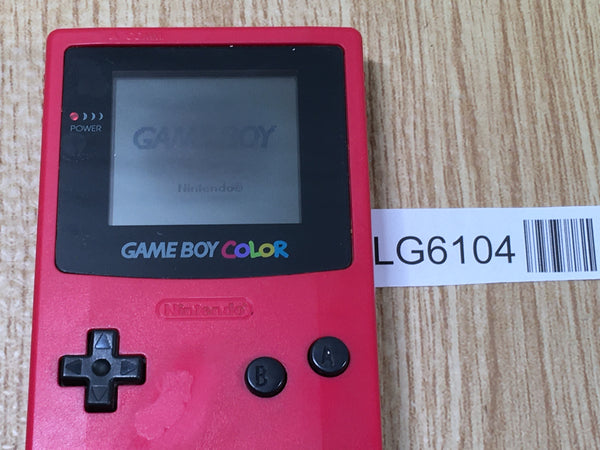 POWER
GAME BOY
Nintendo®
GAME BOY COLOR
LG6104
Nintendo
B
A